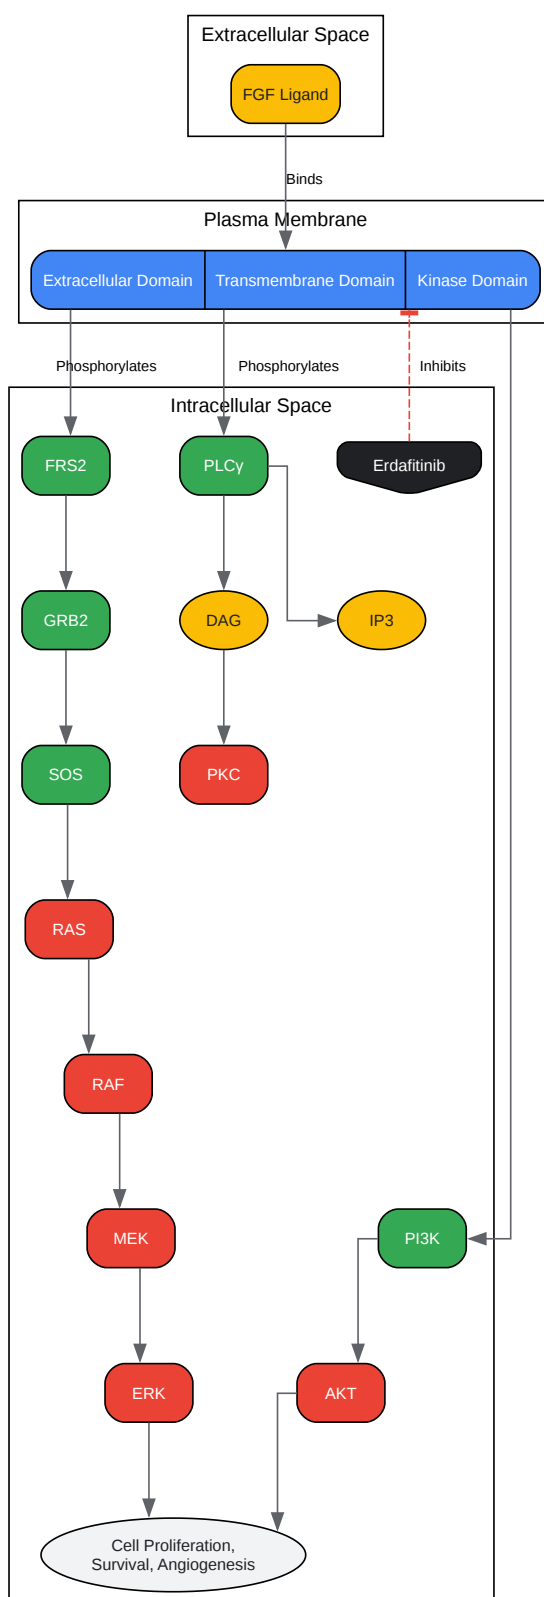 Extracellular Space
FGF Ligand
Binds
Plasma Membrane
Extracellular Domain
Transmembrane Domain
Kinase Domain
Phosphorylates
Phosphorylates
Inhibits
Intracellular Space
FRS2
PLCγ
Erdafitinib
GRB2
DAG
IP3
SOS
PKC
RAS
RAF
MEK
PI3K
ERK
AKT
Cell Proliferation,
Survival, Angiogenesis